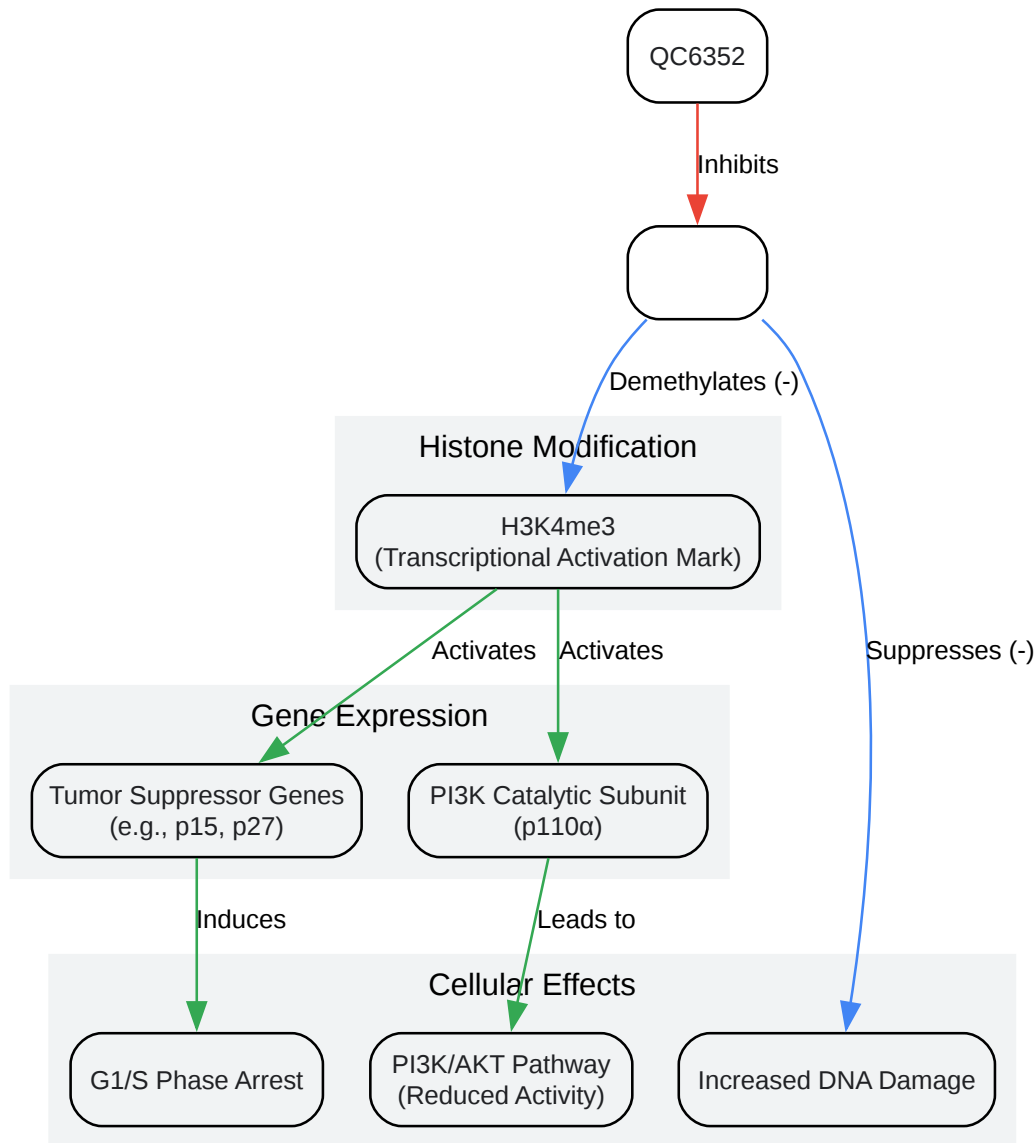 QC6352
Inhibits
Demethylates (-)
Histone Modification
H3K4me3
(Transcriptional Activation Mark)
Activates
Activates
Suppresses (-)
Gene Expression
Tumor Suppressor Genes
(e.g., p15, p27)
PI3K Catalytic Subunit
(p110α)
Induces
Leads to
Cellular Effects
G1/S Phase Arrest
PI3K/AKT Pathway
(Reduced Activity)
Increased DNA Damage